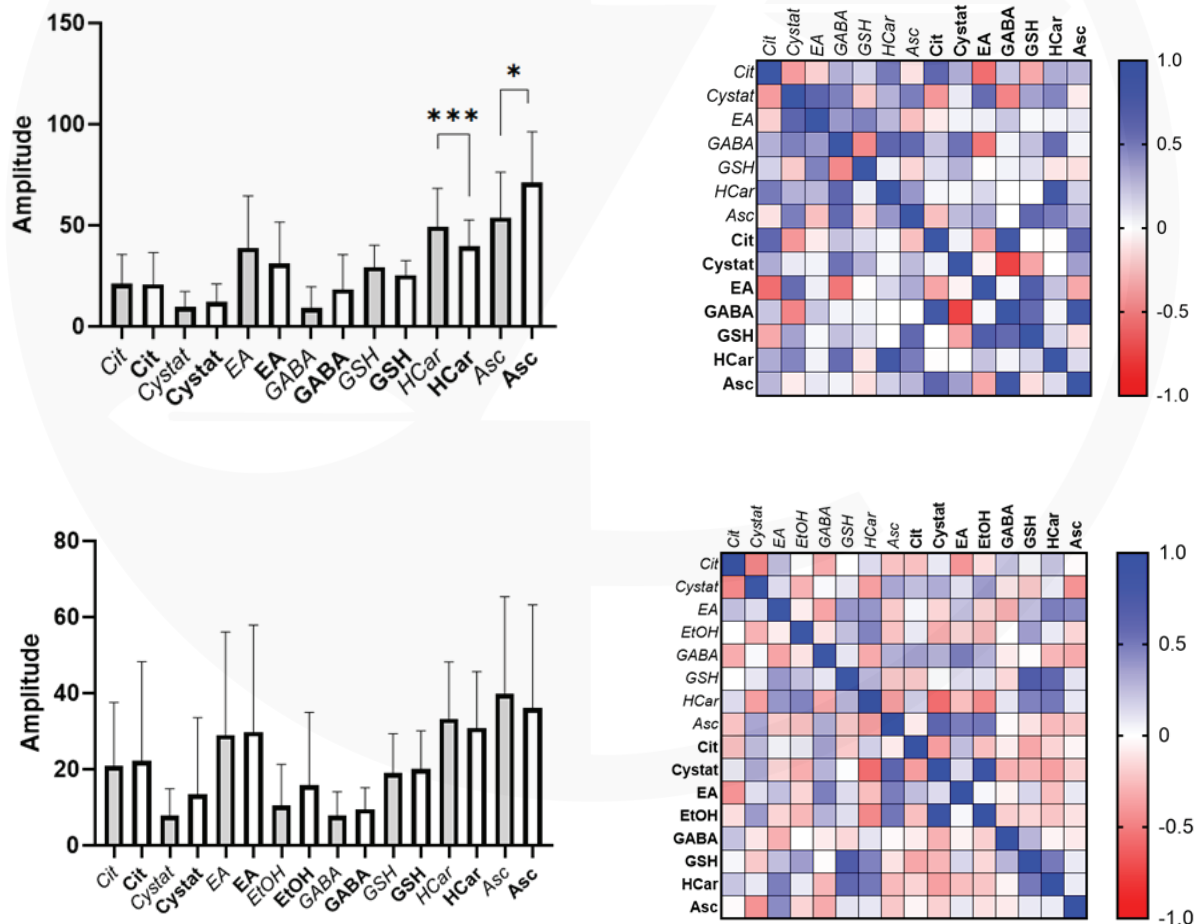 150
100
50
0
Amplitude
***
*
Cit
Cit
Cystat
Cystat
EA
EA
GABA
GABA
GSH
GSH
HCar
HCar
Asc
Asc
Cit
Cystat
EA
GABA
GSH
HCar
Asc
Cit
Cystat
EA
GABA
GSH
HCar
Asc
Cit
Cystat
EA
GABA
GSH
HCar
Asc
Cit
Cystat
EA
GABA
GSH
HCar
Asc
1.0
0.5
0
-0.5
-1.0
80
60
40
20
0
Amplitude
Cit
Cit
Cystat
Cystat
EA
EA
EtOH
EtOH
GABA
GABA
GSH
GSH
HCar
HCar
Asc
Asc
Cit
Cystat
EA
EtOH
GABA
GSH
HCar
Asc
Cit
Cystat
EA
EtOH
GABA
GSH
HCar
Asc
Cit
Cystat
EA
EtOH
GABA
GSH
HCar
Asc
Cit
Cystat
EA
EtOH
GABA
GSH
HCar
Asc
1.0
0.5
0
-0.5
-1.0